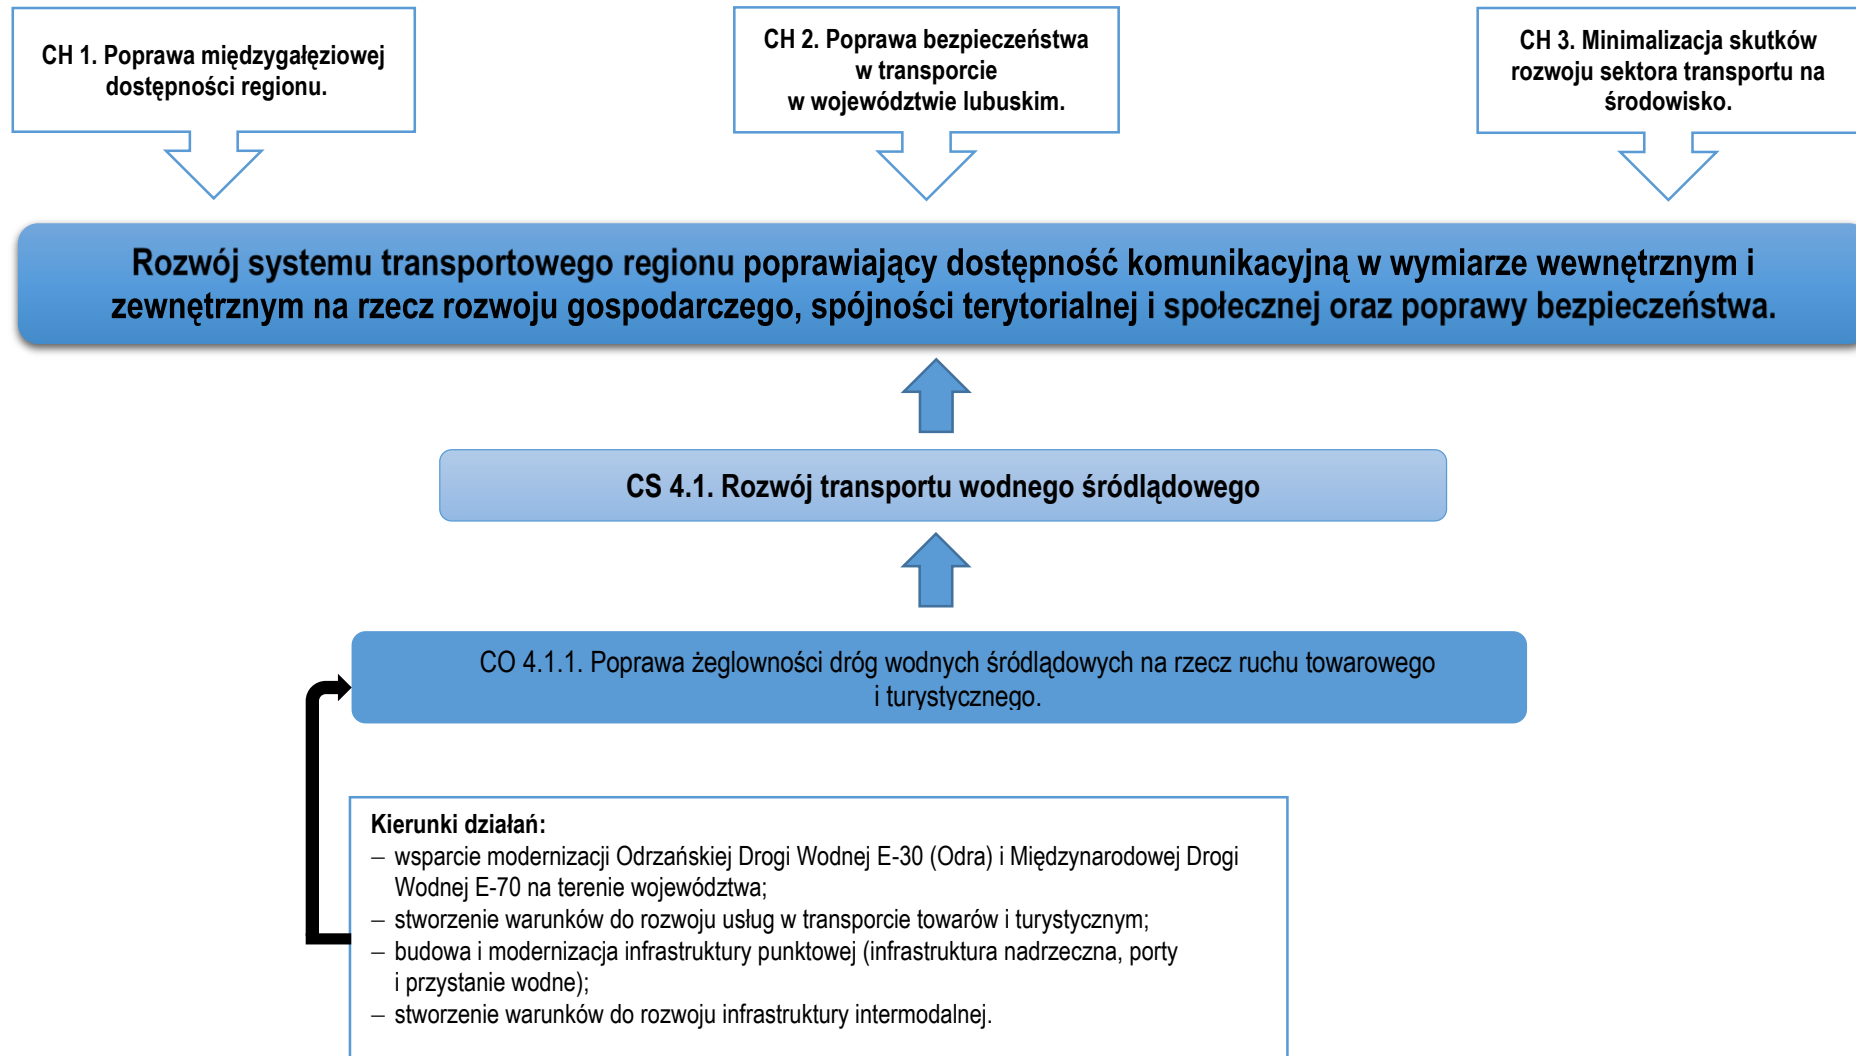 CH 1. Poprawa międzygałęziowej
dostępności regionu.
CH 2. Poprawa bezpieczeństwa
w transporcie
w województwie lubuskim.
CH 3. Minimalizacja skutków
rozwoju sektora transportu na
środowisko.
Rozwój systemu transportowego regionu poprawiający dostępność komunikacyjną w wymiarze wewnętrznym i
zewnętrznym na rzecz rozwoju gospodarczego, spójności terytorialnej i społecznej oraz poprawy bezpieczeństwa.
CS 4.1. Rozwój transportu wodnego śródlądowego
CO 4.1.1. Poprawa żeglowności dróg wodnych śródlądowych na rzecz ruchu towarowego
i turystycznego.
Kierunki działań:
– wsparcie modernizacji Odrzańskiej Drogi Wodnej E-30 (Odra) i Międzynarodowej Drogi
Wodnej E-70 na terenie województwa;
– stworzenie warunków do rozwoju usług w transporcie towarów i turystycznym;
– budowa i modernizacja infrastruktury punktowej (infrastruktura nadrzeczna, porty
i przystanie wodne);
– stworzenie warunków do rozwoju infrastruktury intermodalnej.